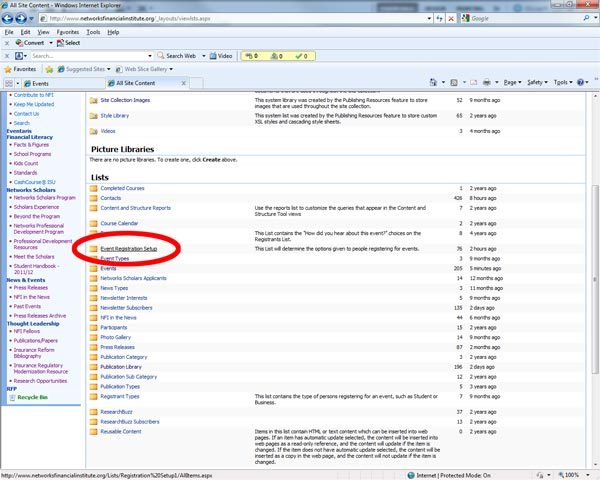 All Site Content - Windows Internet Explorer
http://www.networksfinancialinstitute.org/_layouts/viewlsts.aspx
Google
Convert Select
Search... Search Web Video 0 0 0
Favorites Suggested Sites Web Slice Gallery
Events All Site Content Page Safety Tools
Contribute to NFI
Keep Me Updated
Contact Us
Search
Eventaris
Financial Literacy
Facts & Figures
School Programs
Kids Count
Standards
CashCourse@ ISU
Networks Scholars
Networks Scholars Program
Scholars Experience
Beyond the Program
Networks Professional
Development Program
Professional Development
Resources
Meet the Scholars
Student Handbook -
2011/12
News & Events
Press Releases
NFI in the News
Past Events
Press Releases Archive
Thought Leadership
NFI Fellows
Publications/Papers
Insurance Reform
Bibliography
Insurance Regulatory
Modernization Resource
Research Opportunities
RFP
Recycle Bin
Site Collection Images This system library was created by the Publishing Resources feature to store 52 9 months ago
images that are used throughout the site collection.
Style Library This system list was created by the Publishing Resources feature to store custom 65 2 years ago
XSL styles and cascading style sheets.
Videos 3 4 months ago
Picture Libraries
There are no picture libraries. To create one, click Create above.
Lists
Completed Courses 1 2 years ago
Contacts 426 8 hours ago
Content and Structure Reports Use the reports list to customize the queries that appear in the Content and 7 2 years ago
Structure Tool views
Course Calendar 2 2 years ago
This List contains the "How did you hear about this event?" choices on the 8 4 years ago
Registrants List.
Event Registration Setup This List will determine the options given to people registering for events. 76 2 hours ago
Event Types 3 9 months ago
Events 205 5 minutes ago
Networks Scholars Applicants 14 12 months ago
News Types 3 11 months ago
Newsletter Interests 5 9 months ago
Newsletter Subscribers 135 2 days ago
NFI in the News 44 6 months ago
Participants 15 2 years ago
Photo Gallery 14 9 months ago
Press Releases 87 2 months ago
Publication Category 3 2 years ago
Publication Library 196 2 days ago
Publication Sub Category 12 2 years ago
Publication Types 5 3 years ago
Registrant Types This list contains the type of persons registering for an event, such as Student or 7 9 months ago
Business.
ResearchBuzz 37 2 years ago
ResearchBuzz Subscribers 13 2 years ago
Reusable Content Items in this list contain HTML or text content which can be inserted into web 0 2 years ago
pages. If an item has automatic update selected, the content will be inserted
into web pages as a read-only reference, and the content will update if the item is
changed. If the item does not have automatic update selected, the content will be
inserted as a copy in the web page, and the content will not update if the item is
changed.
http://www.networksfinancialinstitute.org/Lists/Registration%20Setup1/AllItems.aspx Internet | Protected Mode: On 100%